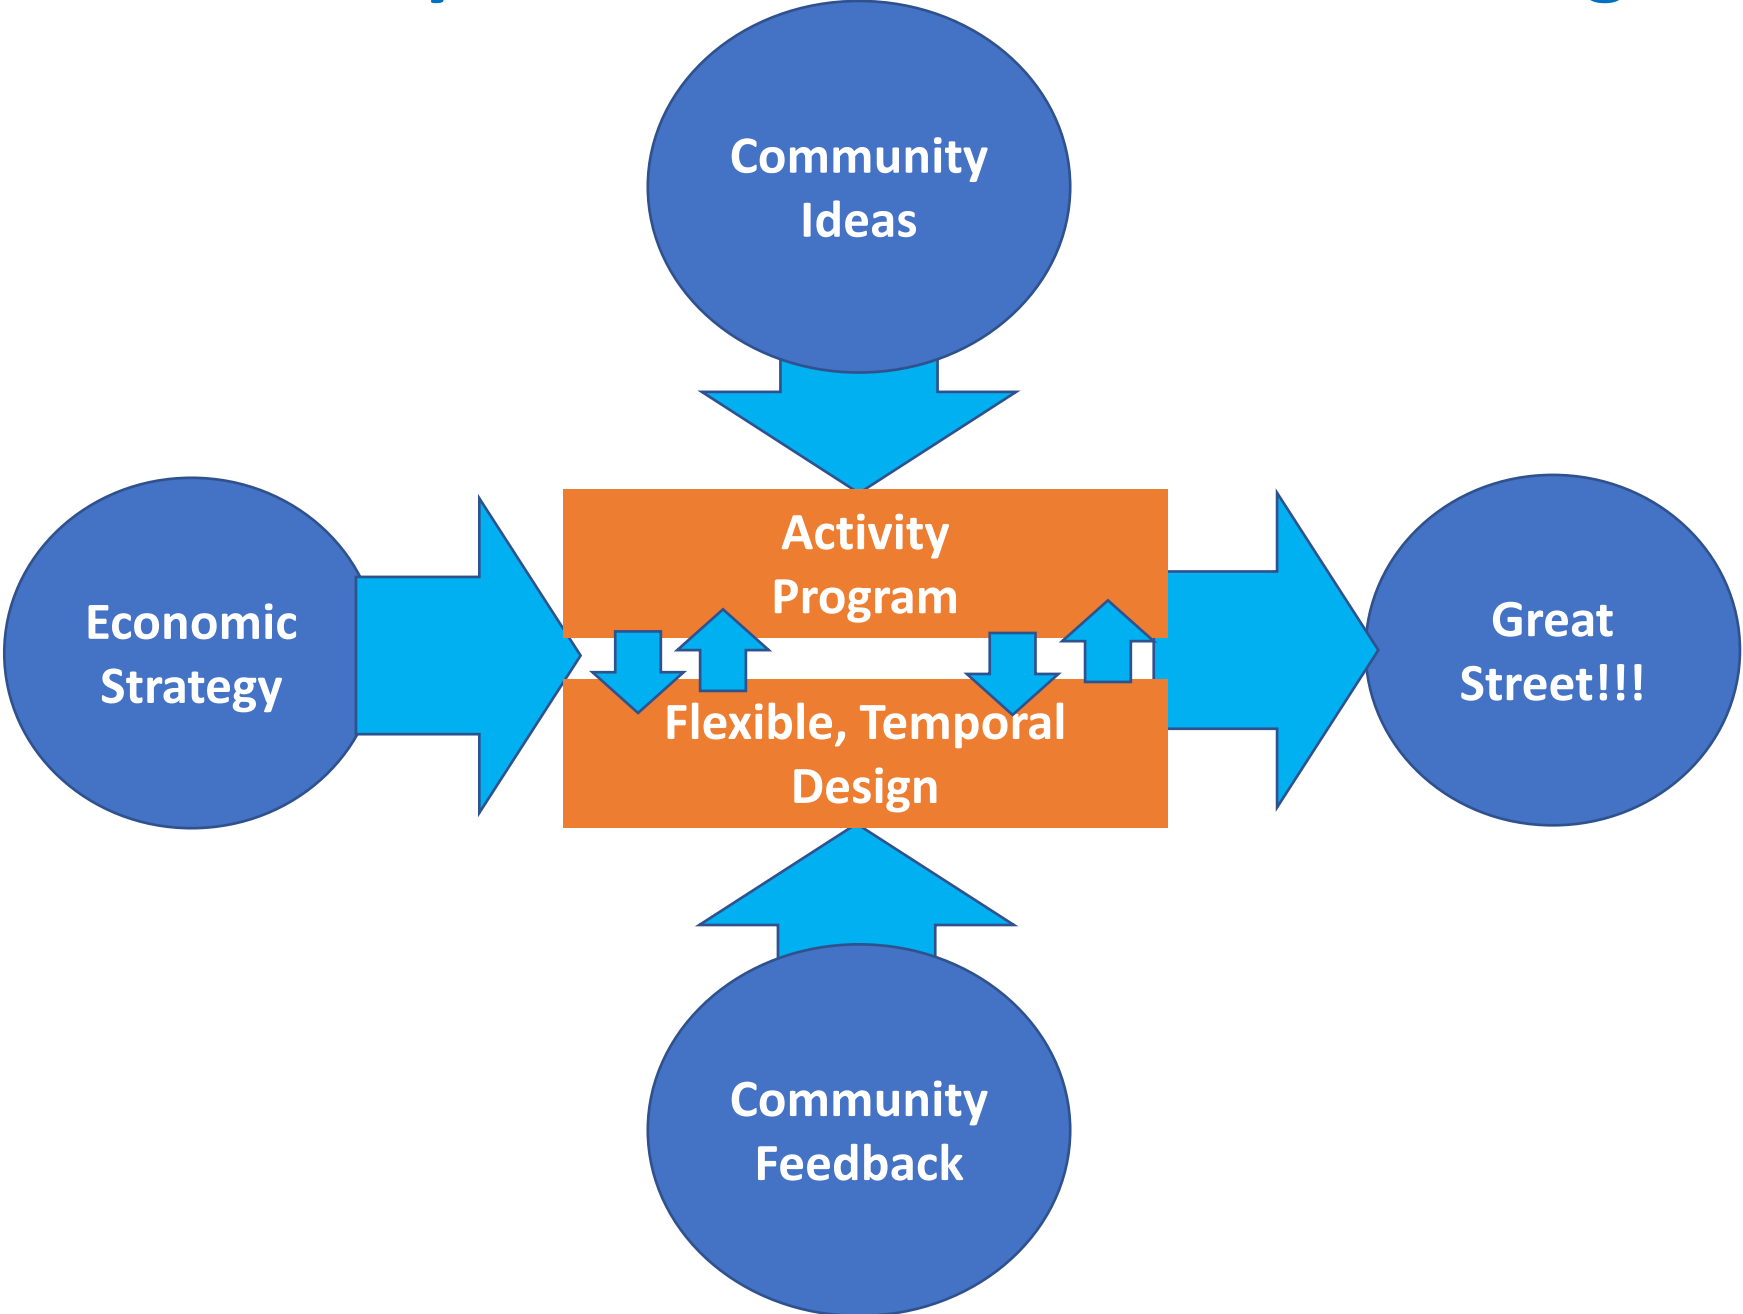 Community
Ideas
Activity
Program
Economic
Strategy
Great
Street!!!
Flexible, Temporal
Design
Community
Feedback